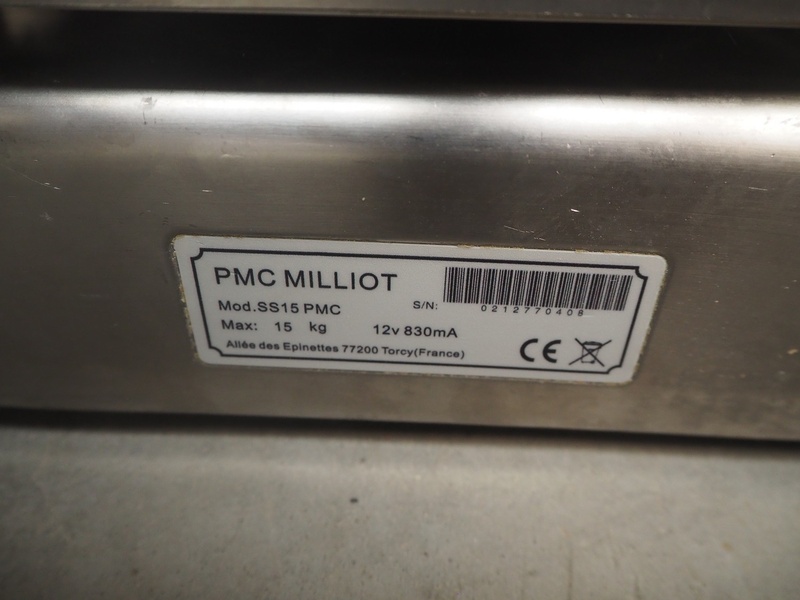 PMC MILLIOT
Mod.SS15 PMC
S/N:
0212770408
Max: 15 kg 12v 830mA
Allée des Epinettes 77200 Torcy(France)
CE